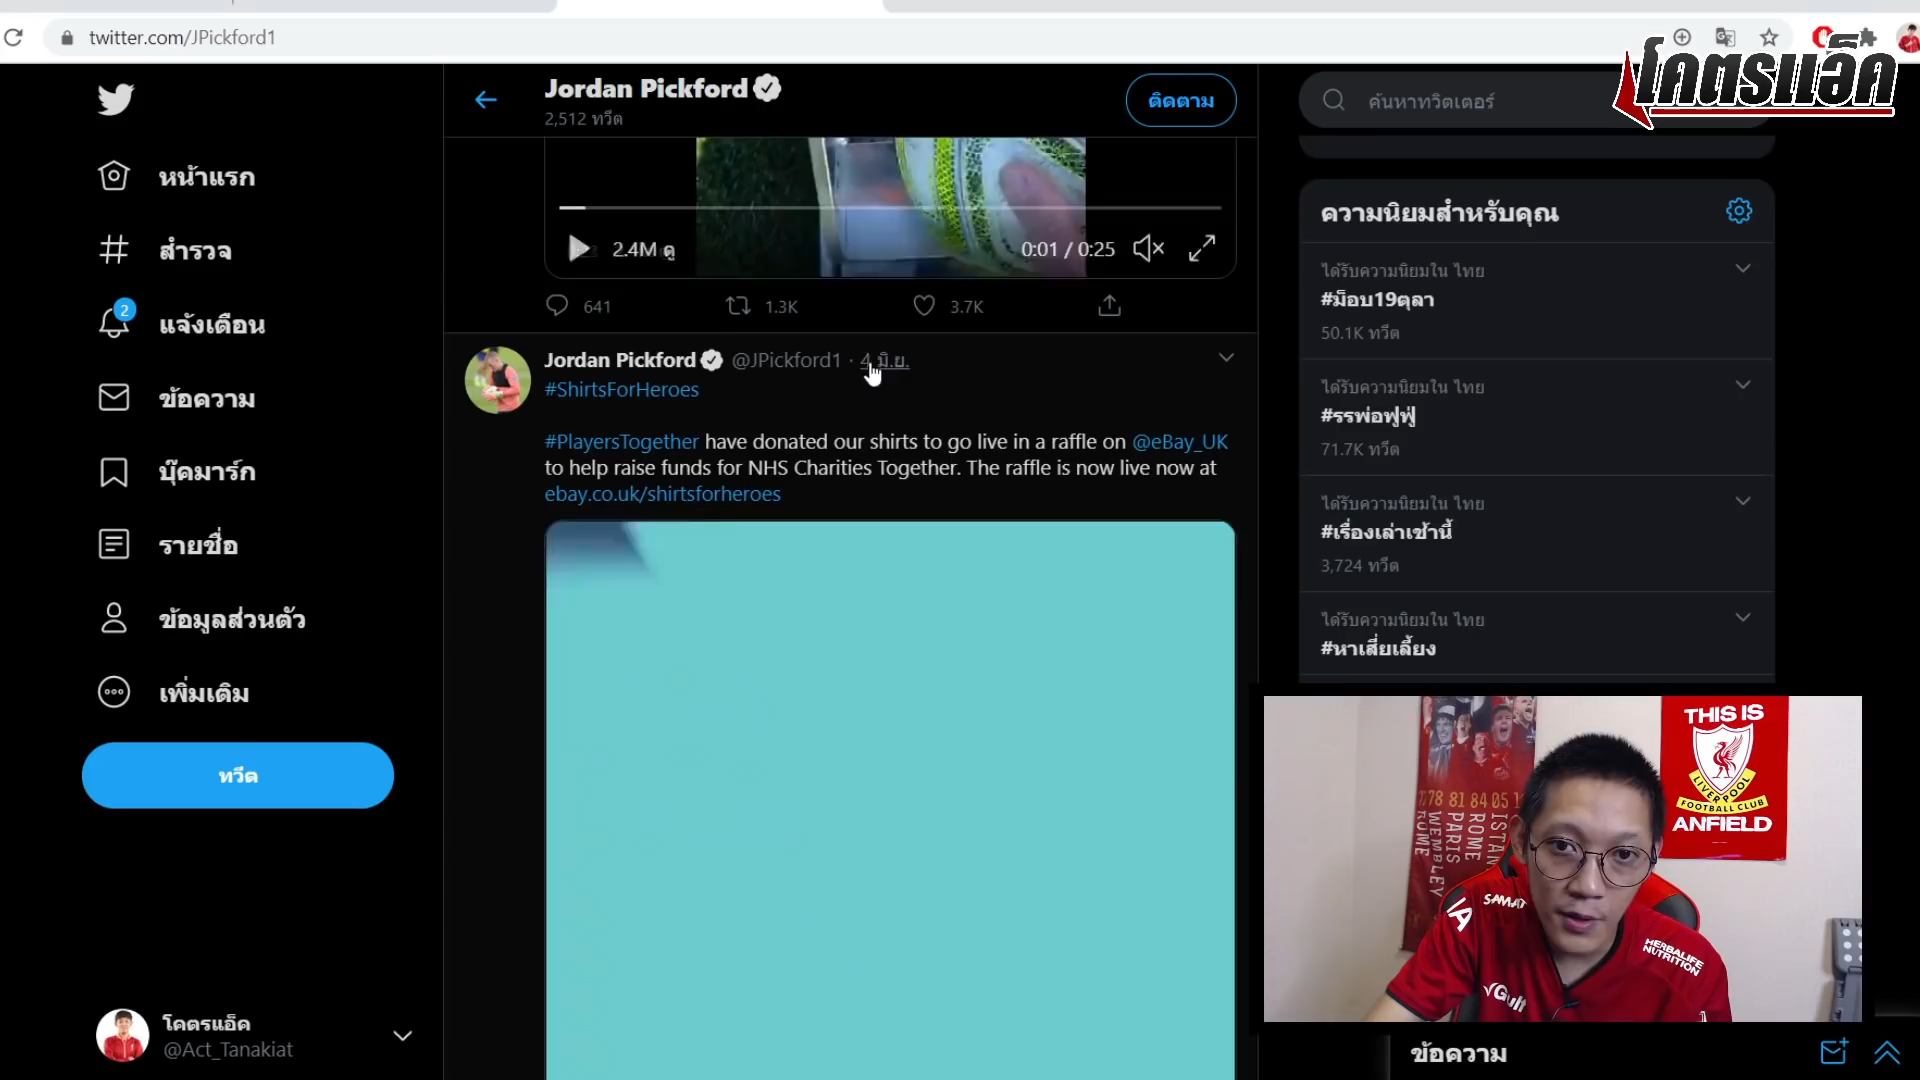 twitter.com/JPickford1
โคตรแอ็ค
หน้าแรก
สำรวจ
2
แจ้งเตือน
ข้อความ
บุ๊คมาร์ก
รายชื่อ
ข้อมูลส่วนตัว
เพิ่มเติม
ทวีต
โคตรแอ็ค
@Act_Tanakiat
Jordan Pickford
2,512 ทวีต
ติดตาม
2.4M ดู
0:01 / 0:25
641
1.3K
3.7K
Jordan Pickford @JPickford1 · 4 มิ.ย.
#ShirtsForHeroes
#PlayersTogether have donated our shirts to go live in a raffle on @eBay_UK
to help raise funds for NHS Charities Together. The raffle is now live now at
ebay.co.uk/shirtsforheroes
ค้นหาทวิตเตอร์
ความนิยมสำหรับคุณ
ได้รับความนิยมใน ไทย
#ม็อบ19ตุลา
50.1K ทวีต
ได้รับความนิยมใน ไทย
#รรพ่อฟูฟู่
71.7K ทวีต
ได้รับความนิยมใน ไทย
#เรื่องเล่าเช้านี้
3,724 ทวีต
ได้รับความนิยมใน ไทย
#หาเสี่ยเลี้ยง
THIS IS
LIVERPOOL
FOOTBALL CLUB
ANFIELD
78 81 84 05
ISTAN
ROME
PARIS
WEMBLEY
ROME
HERBALIFE
NUTRITION
Gulf
ข้อความ